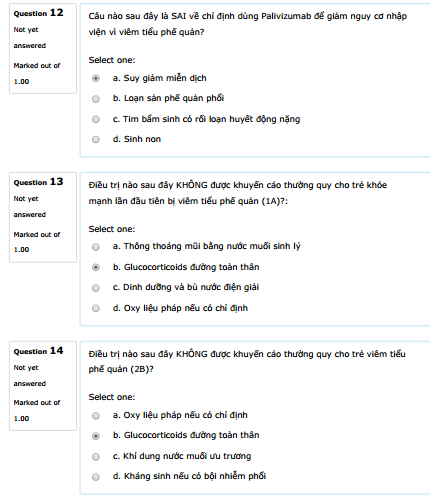 Question 12
Not yet
answered
Marked out of
1.00
Câu nào sau đây là SAI về chỉ định dùng Palivizumab để giảm nguy cơ nhập
viện vì viêm tiểu phế quản?
Select one:
a. Suy giảm miễn dịch
b. Loạn sản phế quản phổi
c. Tim bẩm sinh có rối loạn huyết động nặng
d. Sinh non
Question 13
Not yet
answered
Marked out of
1.00
Điều trị nào sau đây KHÔNG được khuyến cáo thường quy cho trẻ khỏe
mạnh lần đầu tiên bị viêm tiểu phế quản (1A)?:
Select one:
a. Thông thoáng mũi bằng nước muối sinh lý
b. Glucocorticoids đường toàn thân
c. Dinh dưỡng và bù nước điện giải
d. Oxy liệu pháp nếu có chỉ định
Question 14
Not yet
answered
Marked out of
1.00
Điều trị nào sau đây KHÔNG được khuyến cáo thường quy cho trẻ viêm tiểu
phế quản (2B)?
Select one:
a. Oxy liệu pháp nếu có chỉ định
b. Glucocorticoids đường toàn thân
c. Khí dung nước muối ưu trương
d. Kháng sinh nếu có bội nhiễm phổi